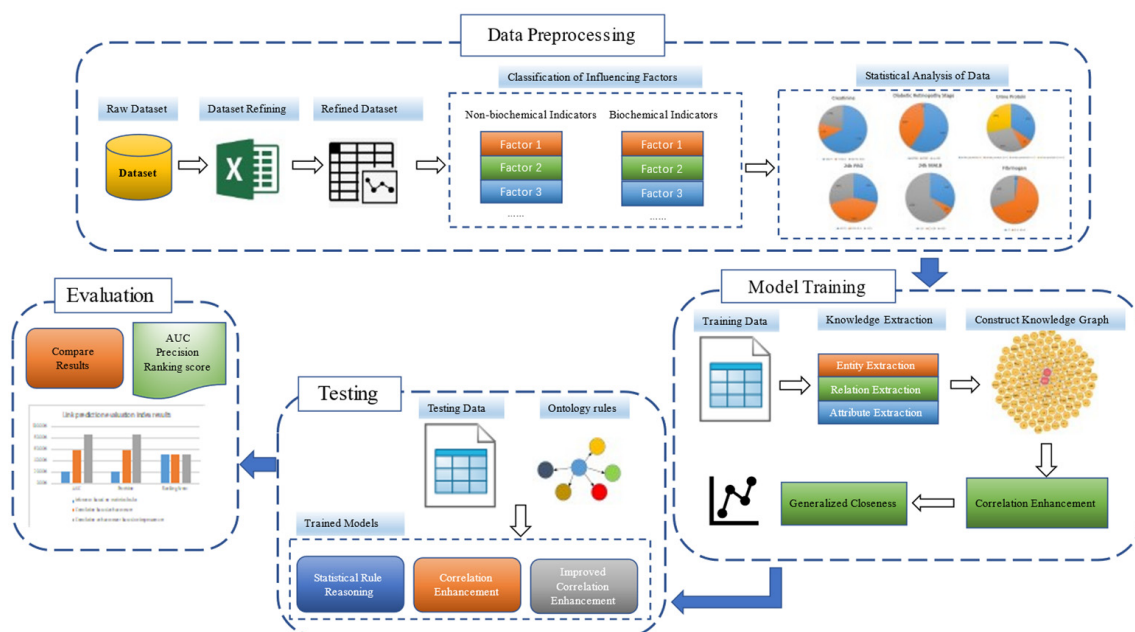 Data Preprocessing
Raw Dataset
Dataset
Dataset Refining
X
Refined Dataset
Classification of Influencing Factors
Non-biochemical Indicators
Factor 1
Factor 2
Factor 3
......
Biochemical Indicators
Factor 1
Factor 2
Factor 3
......
Statistical Analysis of Data
Diabetic Retinopathy Stage
Fibrinogen
Model Training
Training Data
Knowledge Extraction
Entity Extraction
Relation Extraction
Attribute Extraction
Construct Knowledge Graph
Correlation Enhancement
Generalized Closeness
Testing
Testing Data
Ontology rules
Trained Models
Statistical Rule
Reasoning
Correlation
Enhancement
Improved
Correlation
Enhancement
Evaluation
Compare
Results
AUC
Precision
Ranking score
Link prediction evaluation index results